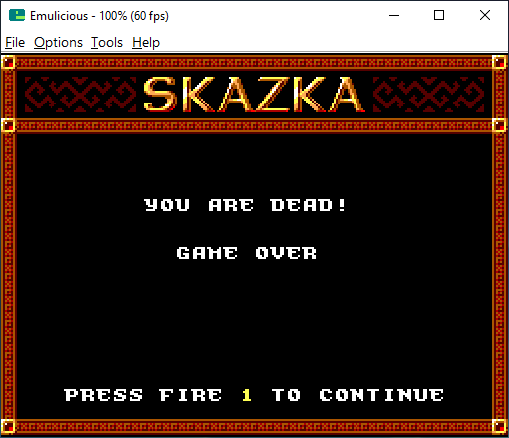 Emulicious - 100% (60 fps)
File Options Tools Help
SKAZKA
YOU ARE DEAD!
GAME OVER
PRESS FIRE 1 TO CONTINUE